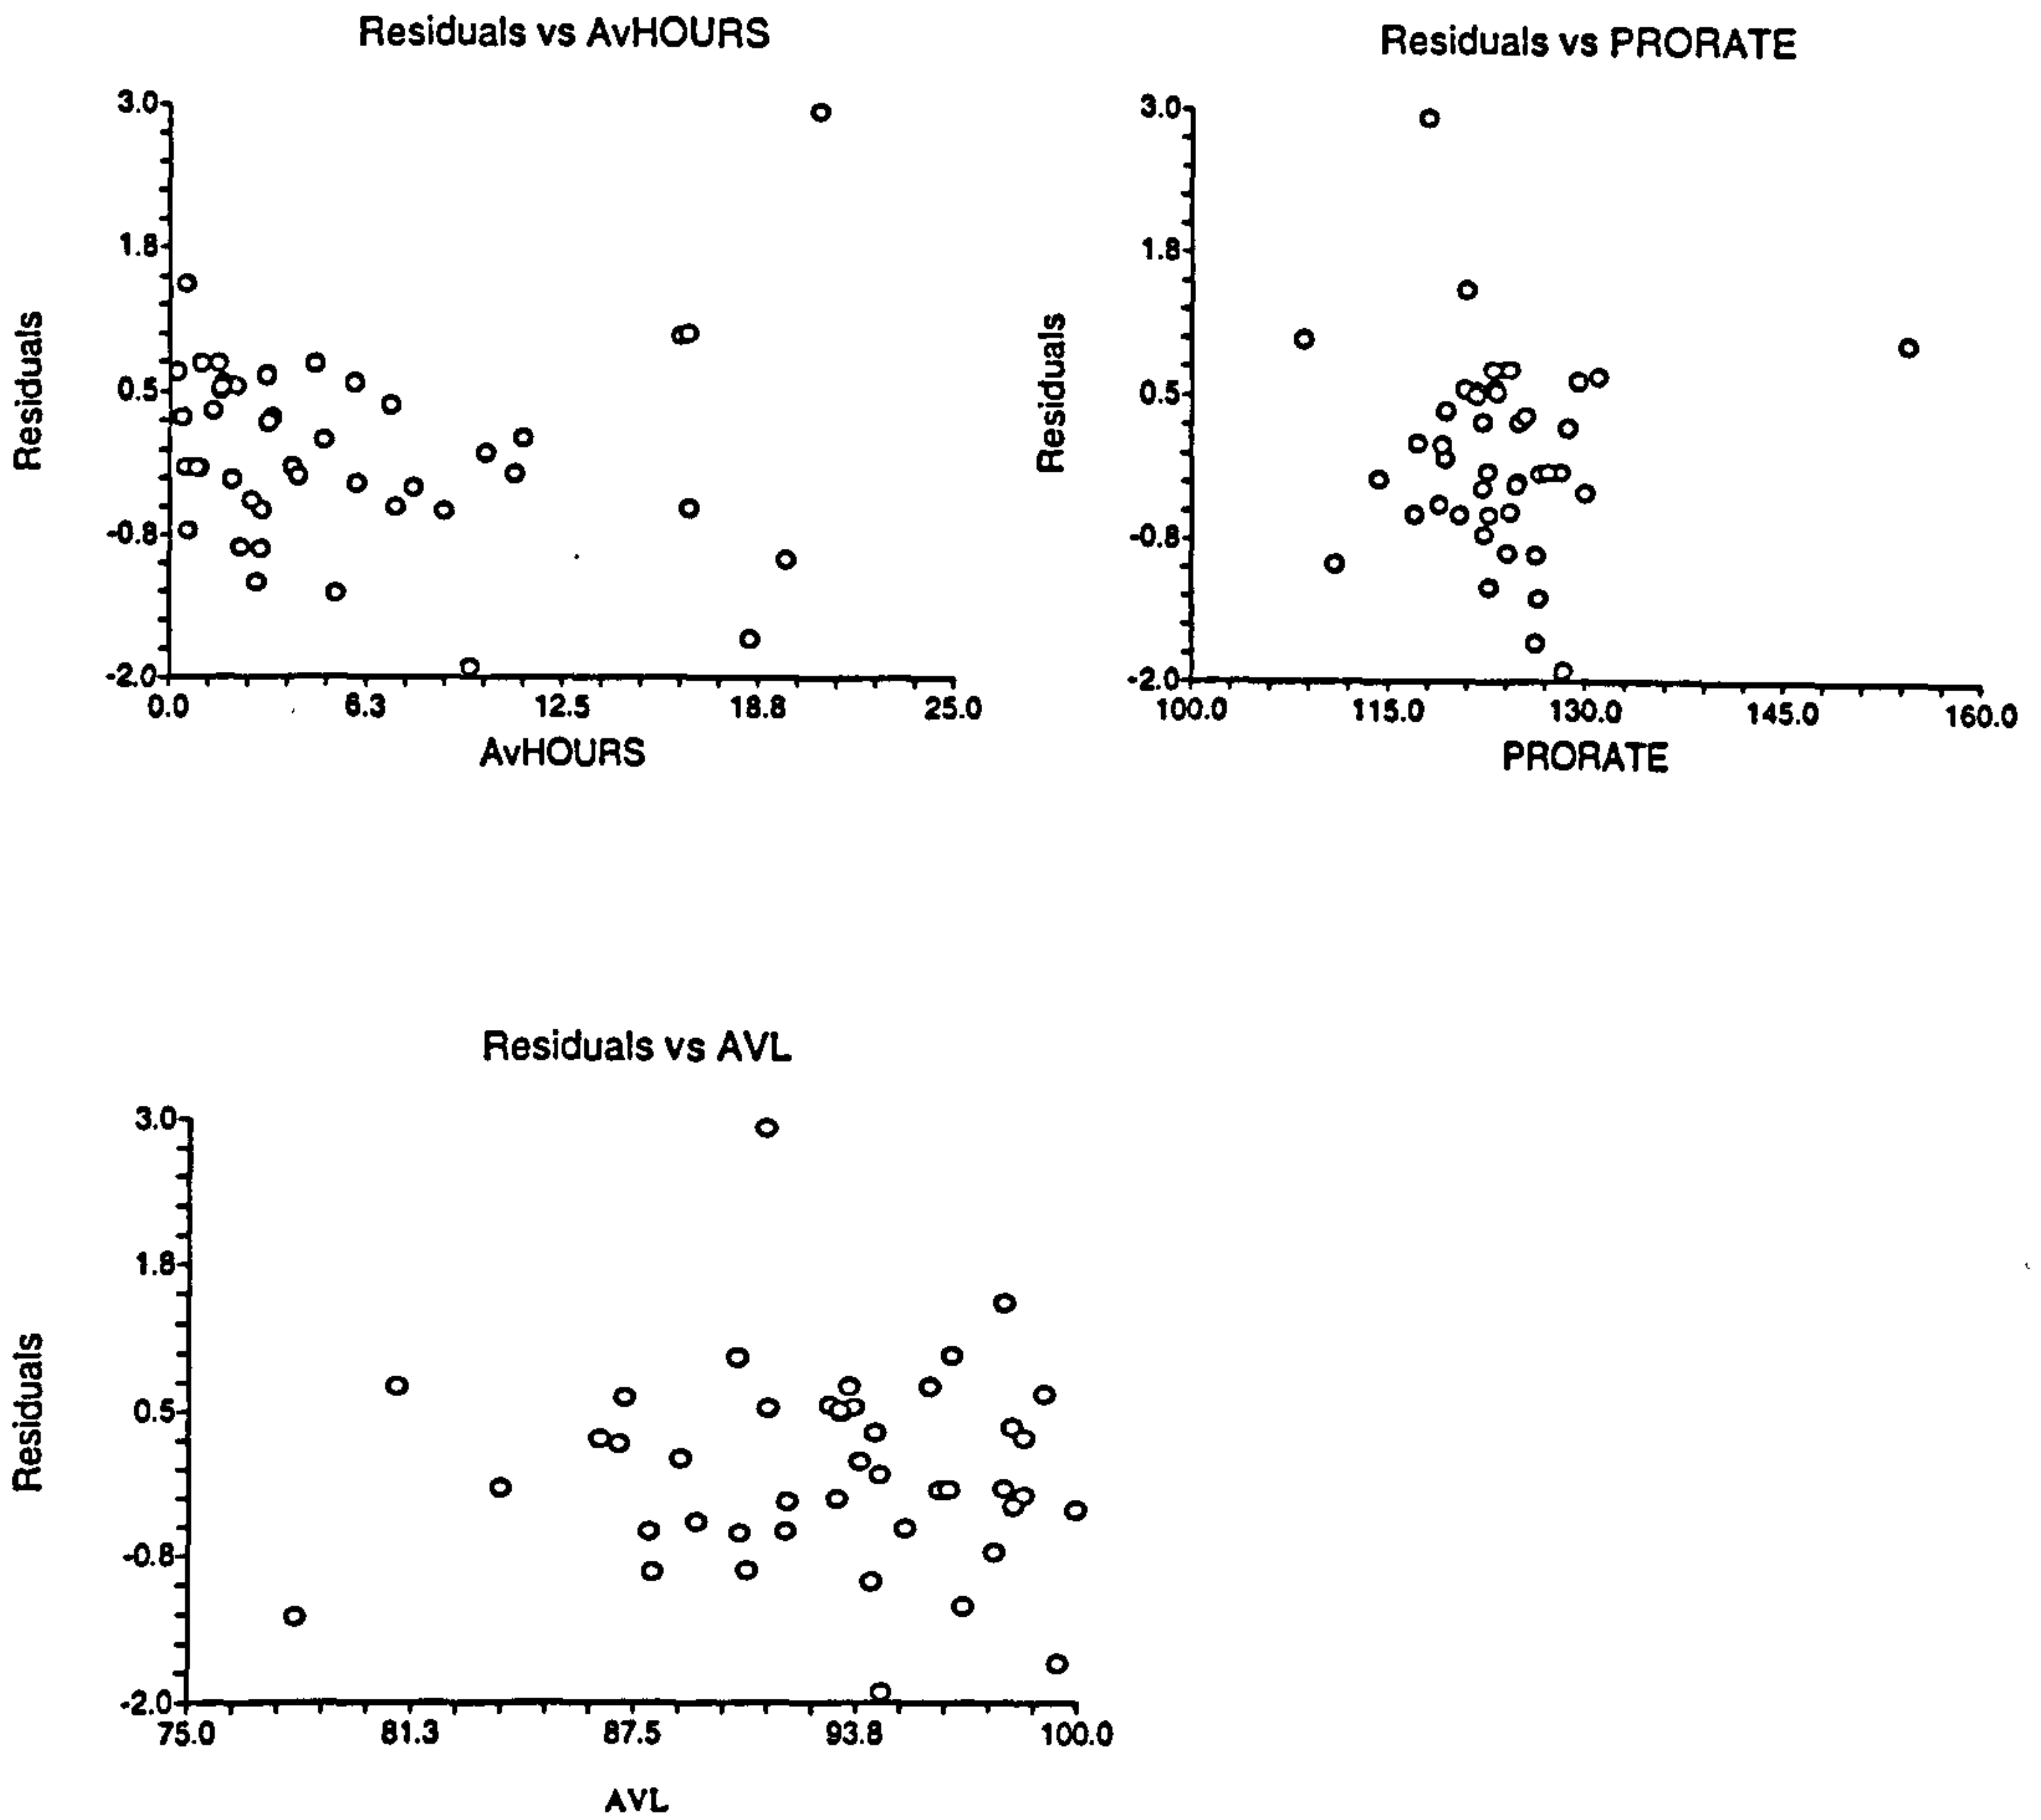 Residuals vs AvHOURS
3.0
1.8
0.5
-0.8
-2.0
Residuals
0.0 6.3 12.5 18.8 25.0
AvHOURS
Residuals vs PRORATE
3.0
1.8
0.5
-0.8
-2.0
Residuals
100.0 115.0 130.0 145.0 160.0
PRORATE
Residuals vs AVL
3.0
1.8
0.5
-0.8
-2.0
Residuals
75.0 81.3 87.5 93.8 100.0
AVL